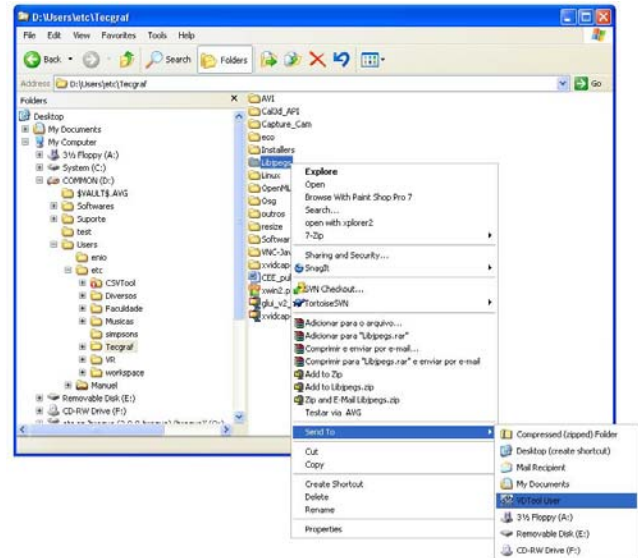 D:\Users\etc\Tecgraf
File Edit View Favorites Tools Help
Back Search Folders
Address D:\Users\etc\Tecgraf Go
Folders
Desktop
My Documents
My Computer
3½ Floppy (A:)
System (C:)
COMMON (D:)
$VAULT$.AVG
Softwares
Suporte
test
Users
enio
etc
CSVTool
Diversos
Faculdade
Musicas
simpsons
Tecgraf
VR
workspace
Manuel
Removable Disk (E:)
CD-RW Drive (F:)
AVI
Cal3d_API
Capture_Cam
eco
Installers
Libjpegs
Linux
OpenML
Osg
outros
resize
Softwar
VNC-Jav
xvidcap-
CEE_pul
xwin2.p
glui_v2_
xvidcap-
Explore
Open
Browse With Paint Shop Pro 7
Search...
open with xplorer2
7-Zip
Sharing and Security...
SnagIt
SVN Checkout...
TortoiseSVN
Adicionar para o arquivo...
Adicionar para "Libjpegs.rar"
Comprimir e enviar por e-mail...
Comprimir para "Libjpegs.rar" e enviar por e-mail
Add to Zip
Add to Libjpegs.zip
Zip and E-Mail Libjpegs.zip
Testar via AVG
Send To
Cut
Copy
Create Shortcut
Delete
Rename
Properties
Compressed (zipped) Folder
Desktop (create shortcut)
Mail Recipient
My Documents
VDTool User
3½ Floppy (A:)
Removable Disk (E:)
CD-RW Drive (F:)